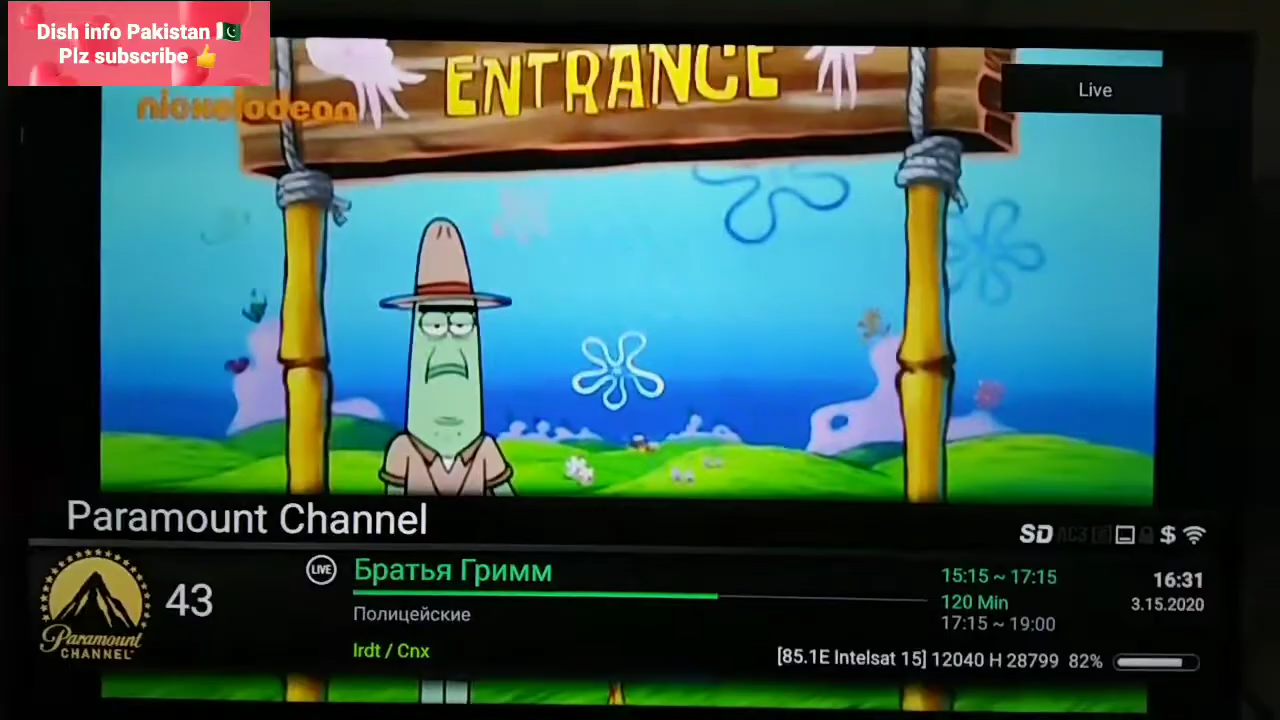 Dish info Pakistan 🇵🇰
Plz subscribe 👍
ENTRANCE
nickelodeon
Live
Paramount Channel
SD AC3
43
LIVE
Братья Гримм
15:15 ~ 17:15
16:31
120 Min
3.15.2020
Полицейские
17:15 ~ 19:00
Irdt / Cnx
[85.1E Intelsat 15] 12040 H 28799 82%
Paramount
CHANNEL